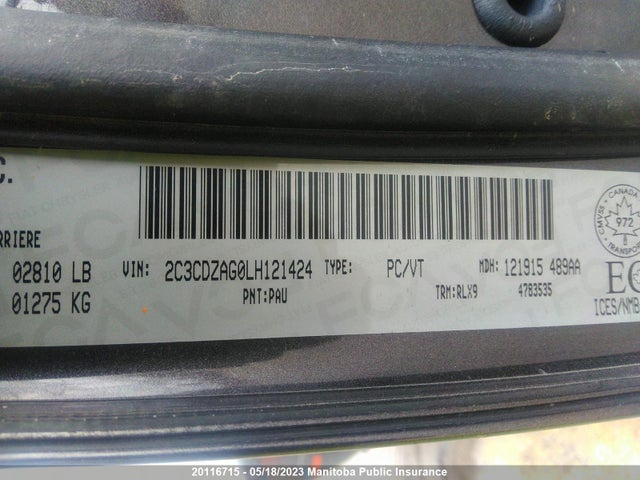 C.
RRIERE
02810 LB
01275 KG
VIN: 2C3CDZAG0LH121424 TYPE: PC/VT MDH: 121915 489AA
PNT:PAU TRM:RLX9 4783535
CANADA
CMVSS
972
ICES/NMB
20116715 - 05/18/2023 Manitoba Public Insurance